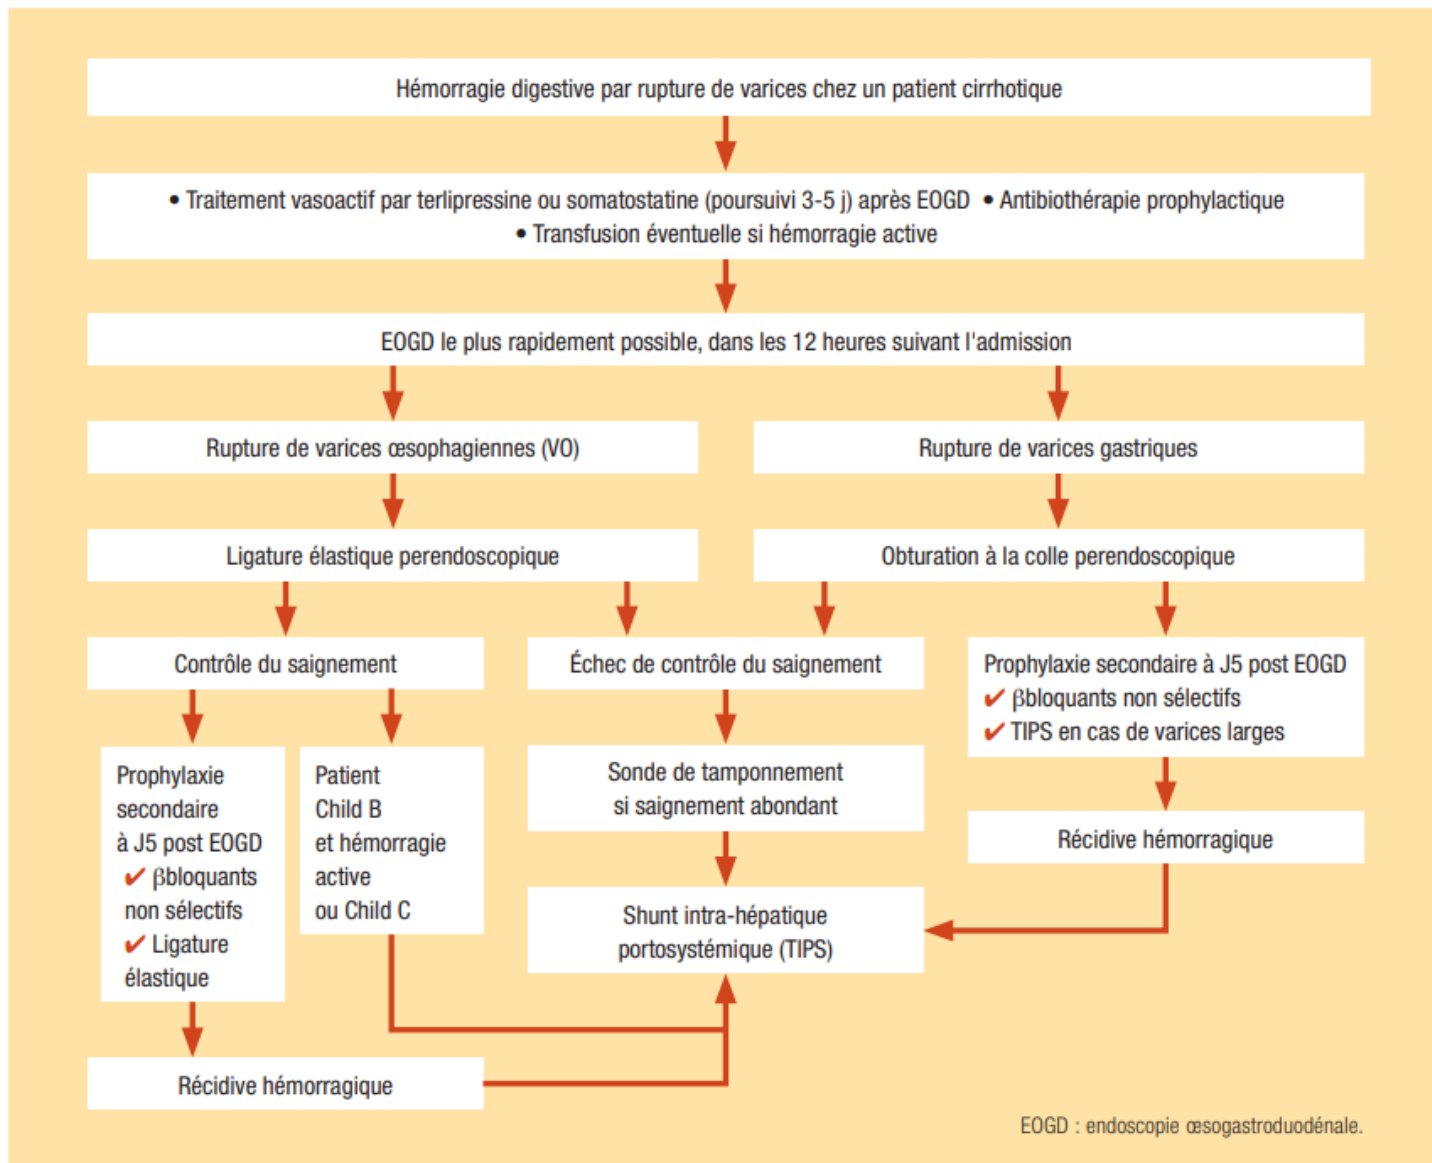 Hémorragie digestive par rupture de varices chez un patient cirrhotique
• Traitement vasoactif par terlipressine ou somatostatine (poursuivi 3-5 j) après EOGD • Antibiothérapie prophylactique
• Transfusion éventuelle si hémorragie active
EOGD le plus rapidement possible, dans les 12 heures suivant l'admission
Rupture de varices œsophagiennes (VO)
Rupture de varices gastriques
Ligature élastique perendoscopique
Obturation à la colle perendoscopique
Contrôle du saignement
Échec de contrôle du saignement
Prophylaxie secondaire à J5 post EOGD
✔ βbloquants non sélectifs
✔ TIPS en cas de varices larges
Prophylaxie
secondaire
à J5 post EOGD
✔ βbloquants
non sélectifs
✔ Ligature
élastique
Patient
Child B
et hémorragie
active
ou Child C
Sonde de tamponnement
si saignement abondant
Récidive hémorragique
Shunt intra-hépatique
portosystémique (TIPS)
Récidive hémorragique
EOGD : endoscopie œsogastroduodénale.